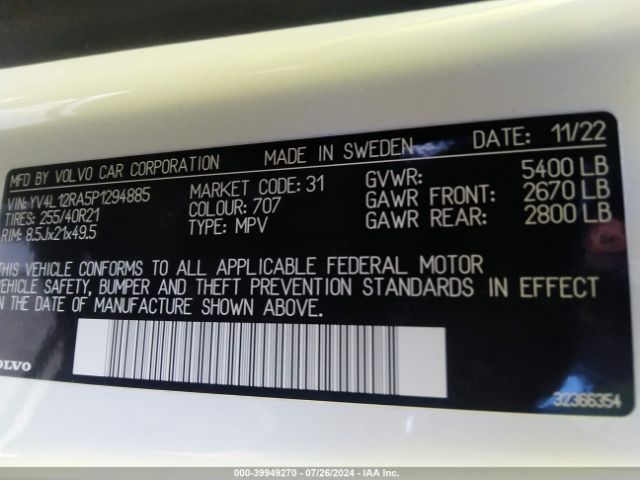 MFD BY VOLVO CAR CORPORATION MADE IN SWEDEN DATE: 11/22
VIN: YV4L12RA5P1294885 MARKET CODE: 31 GVWR: 5400 LB
TIRES: 255/40R21 COLOUR: 707 GAWR FRONT: 2670 LB
RIM: 8.5Jx21x49.5 TYPE: MPV GAWR REAR: 2800 LB
THIS VEHICLE CONFORMS TO ALL APPLICABLE FEDERAL MOTOR
VEHICLE SAFETY, BUMPER AND THEFT PREVENTION STANDARDS IN EFFECT
ON THE DATE OF MANUFACTURE SHOWN ABOVE.
VOLVO
32366354
000-39949270 - 07/26/2024 - IAA Inc.